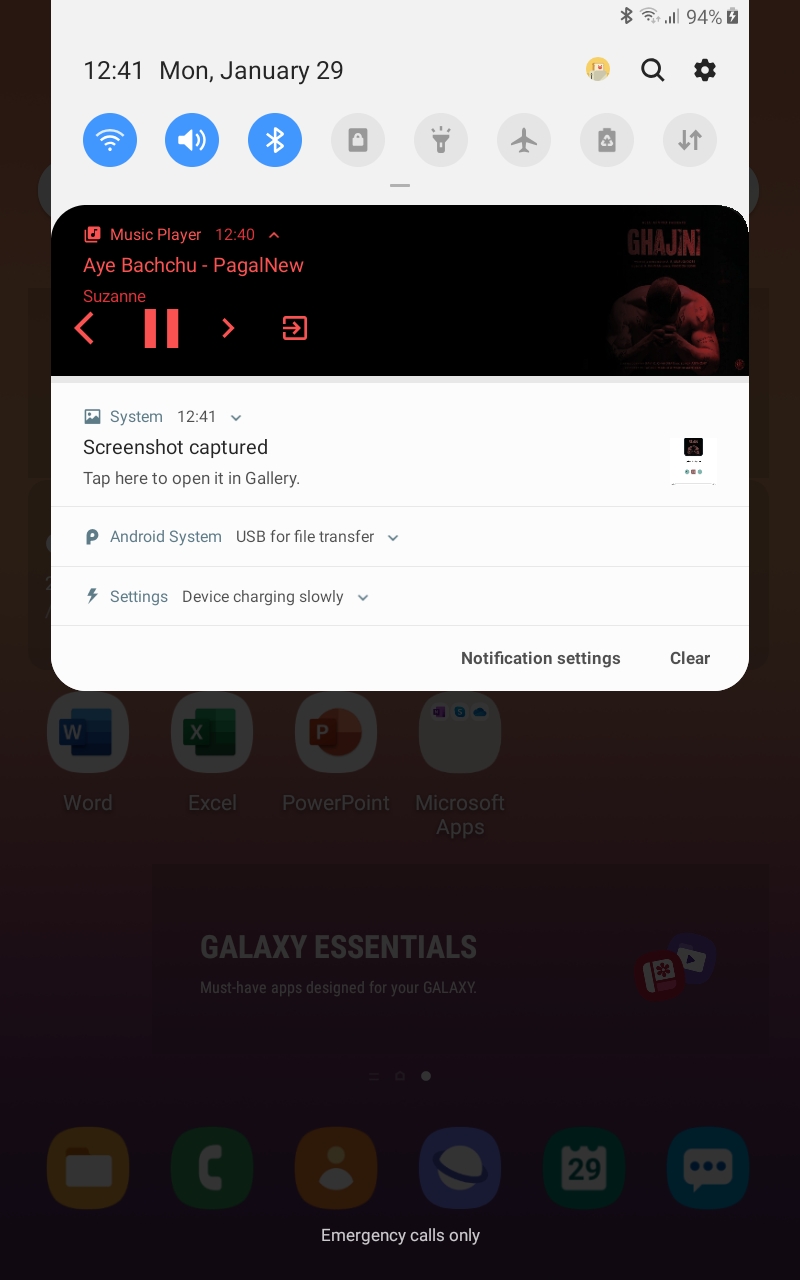 94%
12:41 Mon, January 29
Music Player 12:40
Aye Bachchu - PagalNew
Suzanne
GHAJINI
System 12:41
Screenshot captured
Tap here to open it in Gallery.
Android System USB for file transfer
Settings Device charging slowly
Notification settings Clear
W X P
Word Excel PowerPoint Microsoft
Apps
GALAXY ESSENTIALS
Must-have apps designed for your GALAXY.
29
Emergency calls only